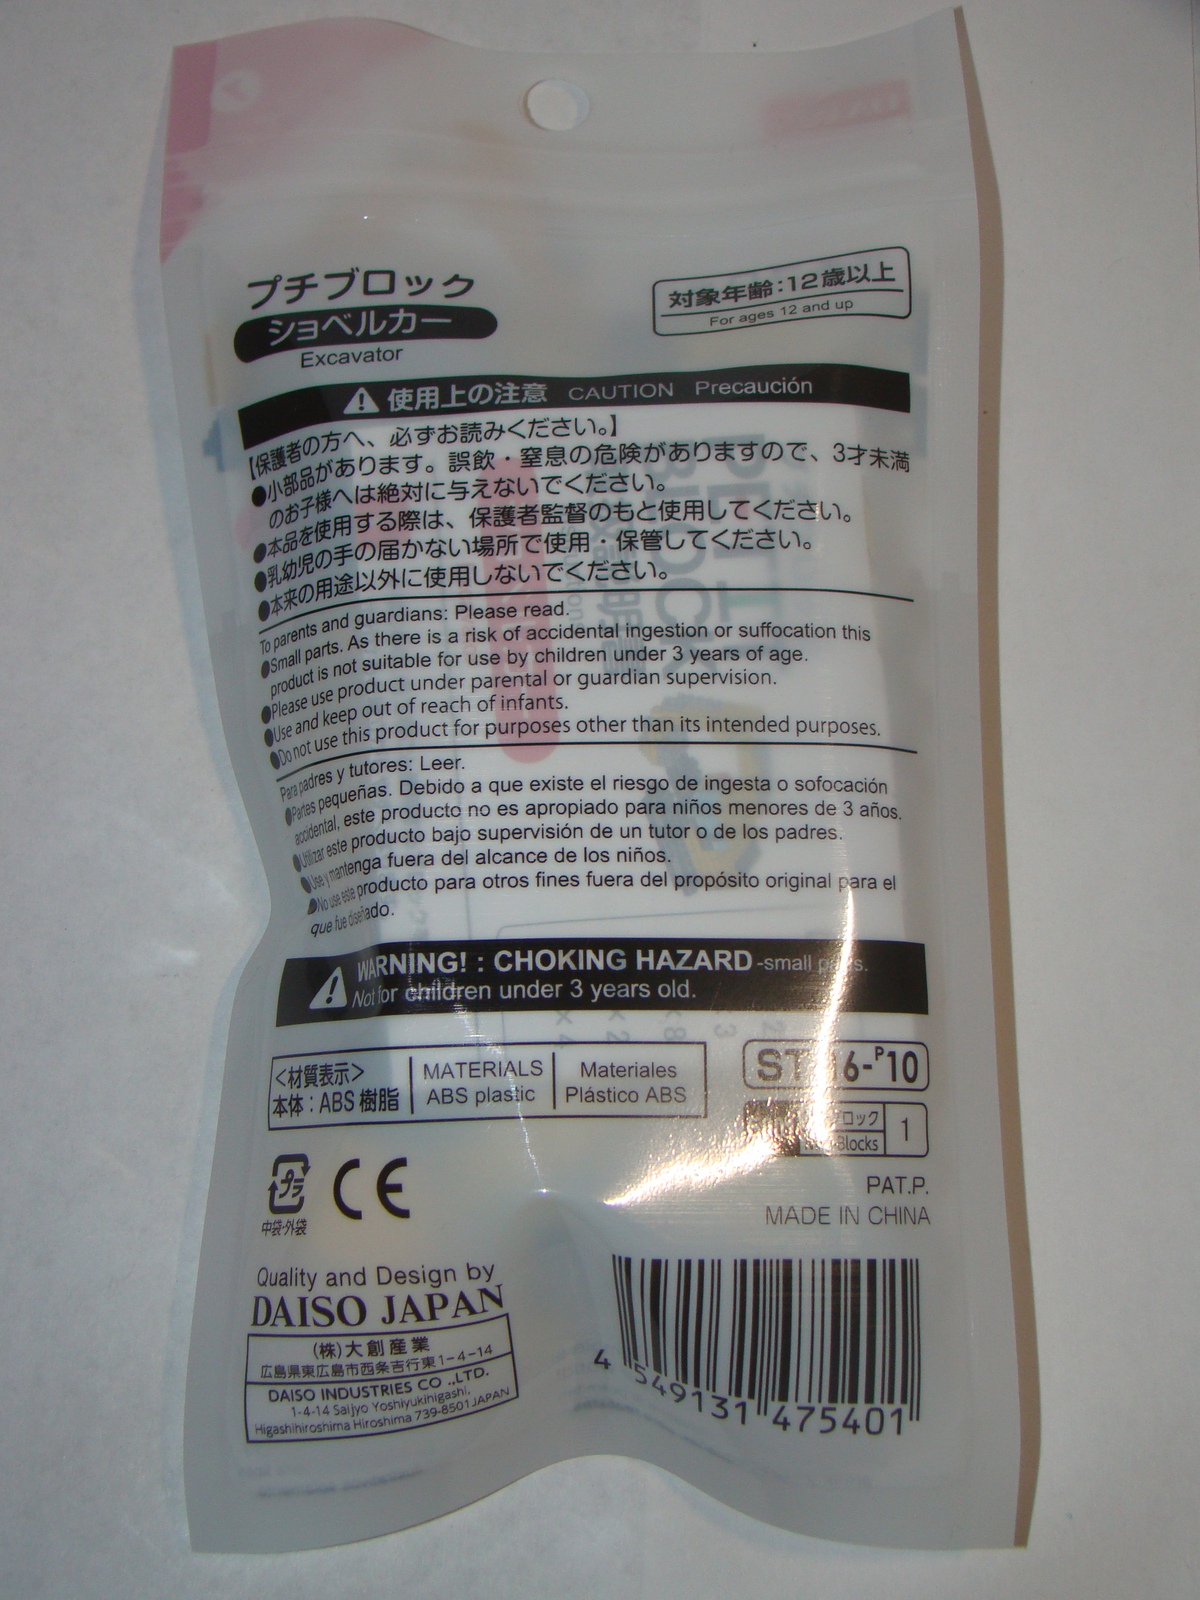 プチブロック
ショベルカー
Excavator
対象年齢:12歳以上
For ages 12 and up
使用上の注意 CAUTION Precaución
【保護者の方へ、必ずお読みください。】
●小部品があります。誤飲・窒息の危険がありますので、3才未満
のお子様へは絶対に与えないでください。
●本品を使用する際は、保護者監督のもと使用してください。
●乳幼児の手の届かない場所で使用・保管してください。
●本来の用途以外に使用しないでください。
To parents and guardians: Please read.
●Small parts. As there is a risk of accidental ingestion or suffocation this
product is not suitable for use by children under 3 years of age.
●Please use product under parental or guardian supervision.
●Use and keep out of reach of infants.
●Do not use this product for purposes other than its intended purposes.
Para padres y tutores: Leer.
●Partes pequeñas. Debido a que existe el riesgo de ingesta o sofocación
accidental, este producto no es apropiado para niños menores de 3 años.
●Utilizar este producto bajo supervisión de un tutor o de los padres.
●Use y mantenga fuera del alcance de los niños.
●No use este producto para otros fines fuera del propósito original para el
que fue diseñado.
WARNING! : CHOKING HAZARD -small parts.
Not for children under 3 years old.
<材質表示>
本体:ABS樹脂
MATERIALS
ABS plastic
Materiales
Plástico ABS
16-P10
ブロック
Blocks
1
プラ
中袋・外袋
CE
PAT.P.
MADE IN CHINA
Quality and Design by
DAISO JAPAN
(株)大創産業
広島県東広島市西条吉行東1-4-14
DAISO INDUSTRIES CO .,LTD.
1-4-14 Saijyo Yoshiyukihigashi,
Higashihiroshima Hiroshima 739-8501 JAPAN
4 549131 475401